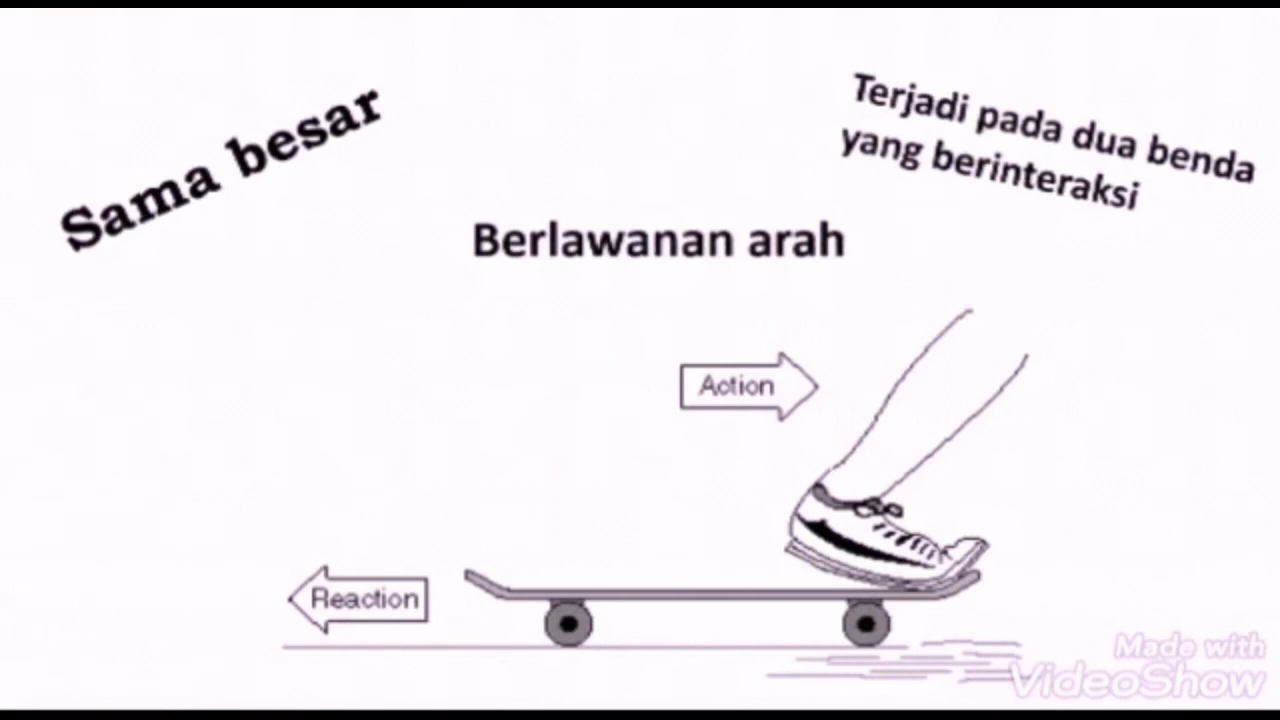 Sama besar
Terjadi pada dua benda
yang berinteraksi
Berlawanan arah
Action
Reaction
Made with
VideoShow